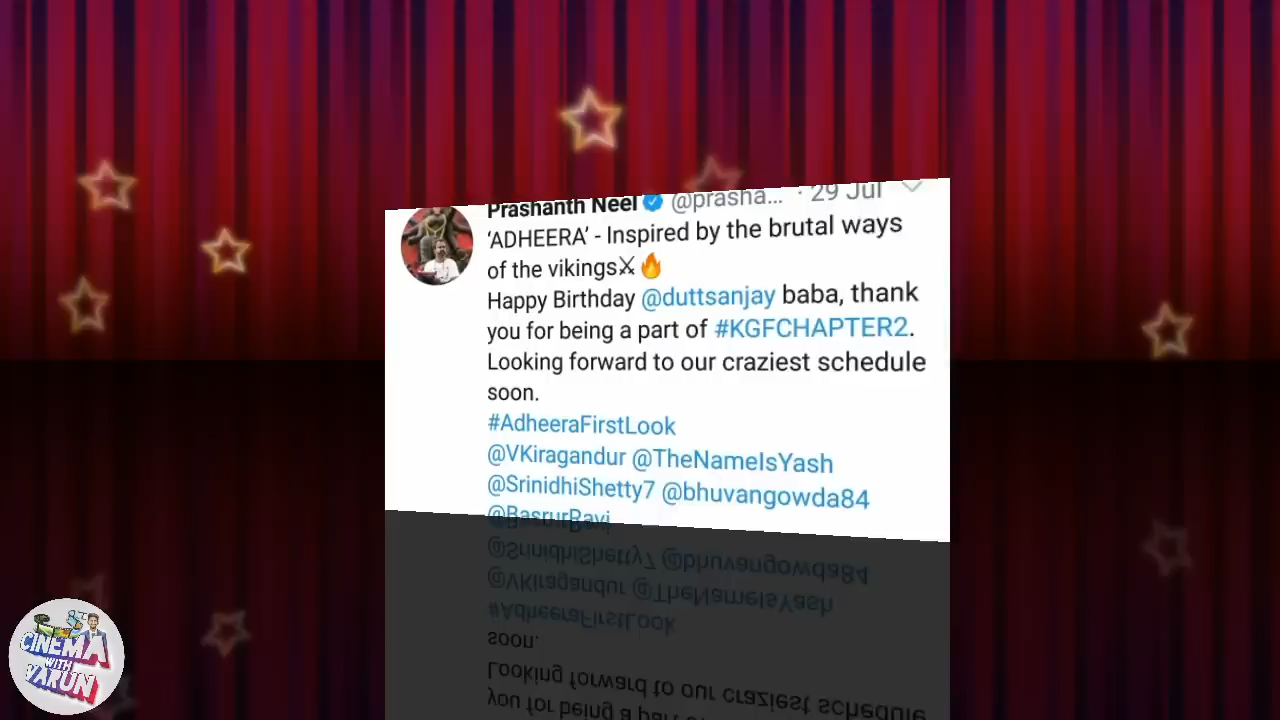 Prashanth Neel @prasha... · 29 Jul
‘ADHEERA’ - Inspired by the brutal ways
of the vikings⚔🔥
Happy Birthday @duttsanjay baba, thank
you for being a part of #KGFCHAPTER2.
Looking forward to our craziest schedule
soon.
#AdheeraFirstLook
@VKiragandur @TheNameIsYash
@SrinidhiShetty7 @bhuvangowda84
@BasrurRavi
CINEMA
WITH
VARUN